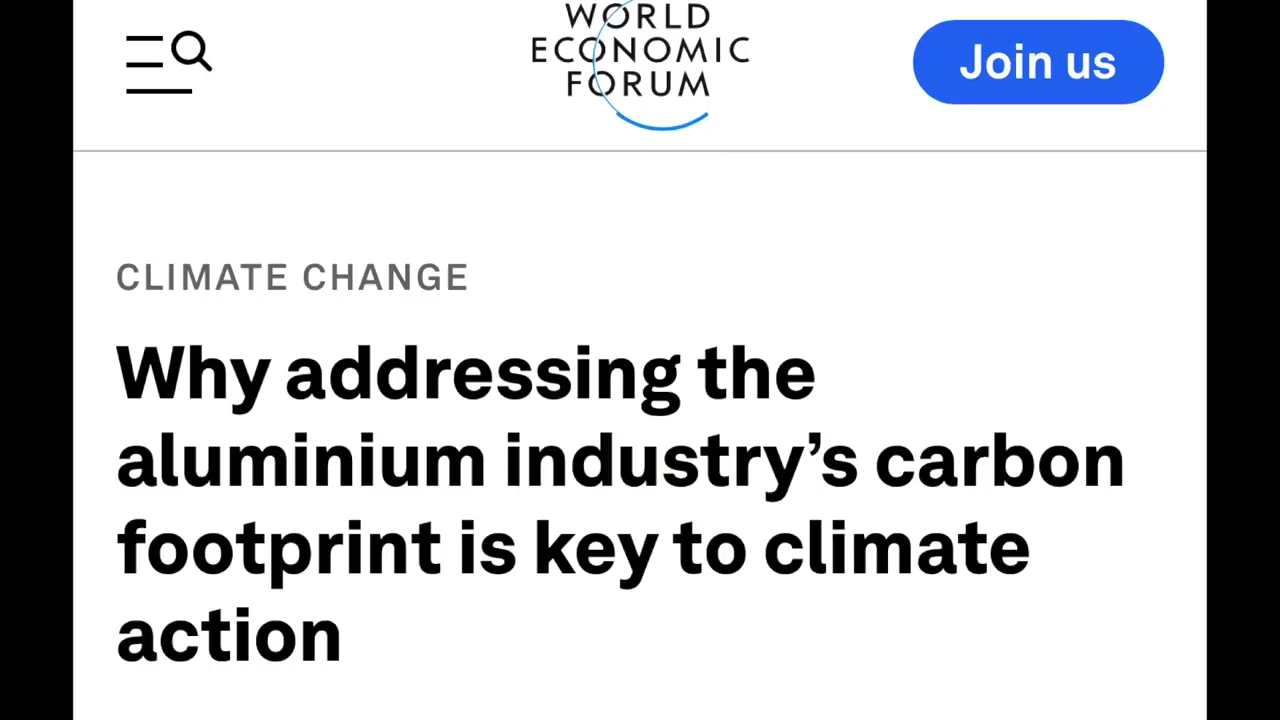 WORLD
ECONOMIC
FORUM
Join us
CLIMATE CHANGE
Why addressing the
aluminium industry’s carbon
footprint is key to climate
action